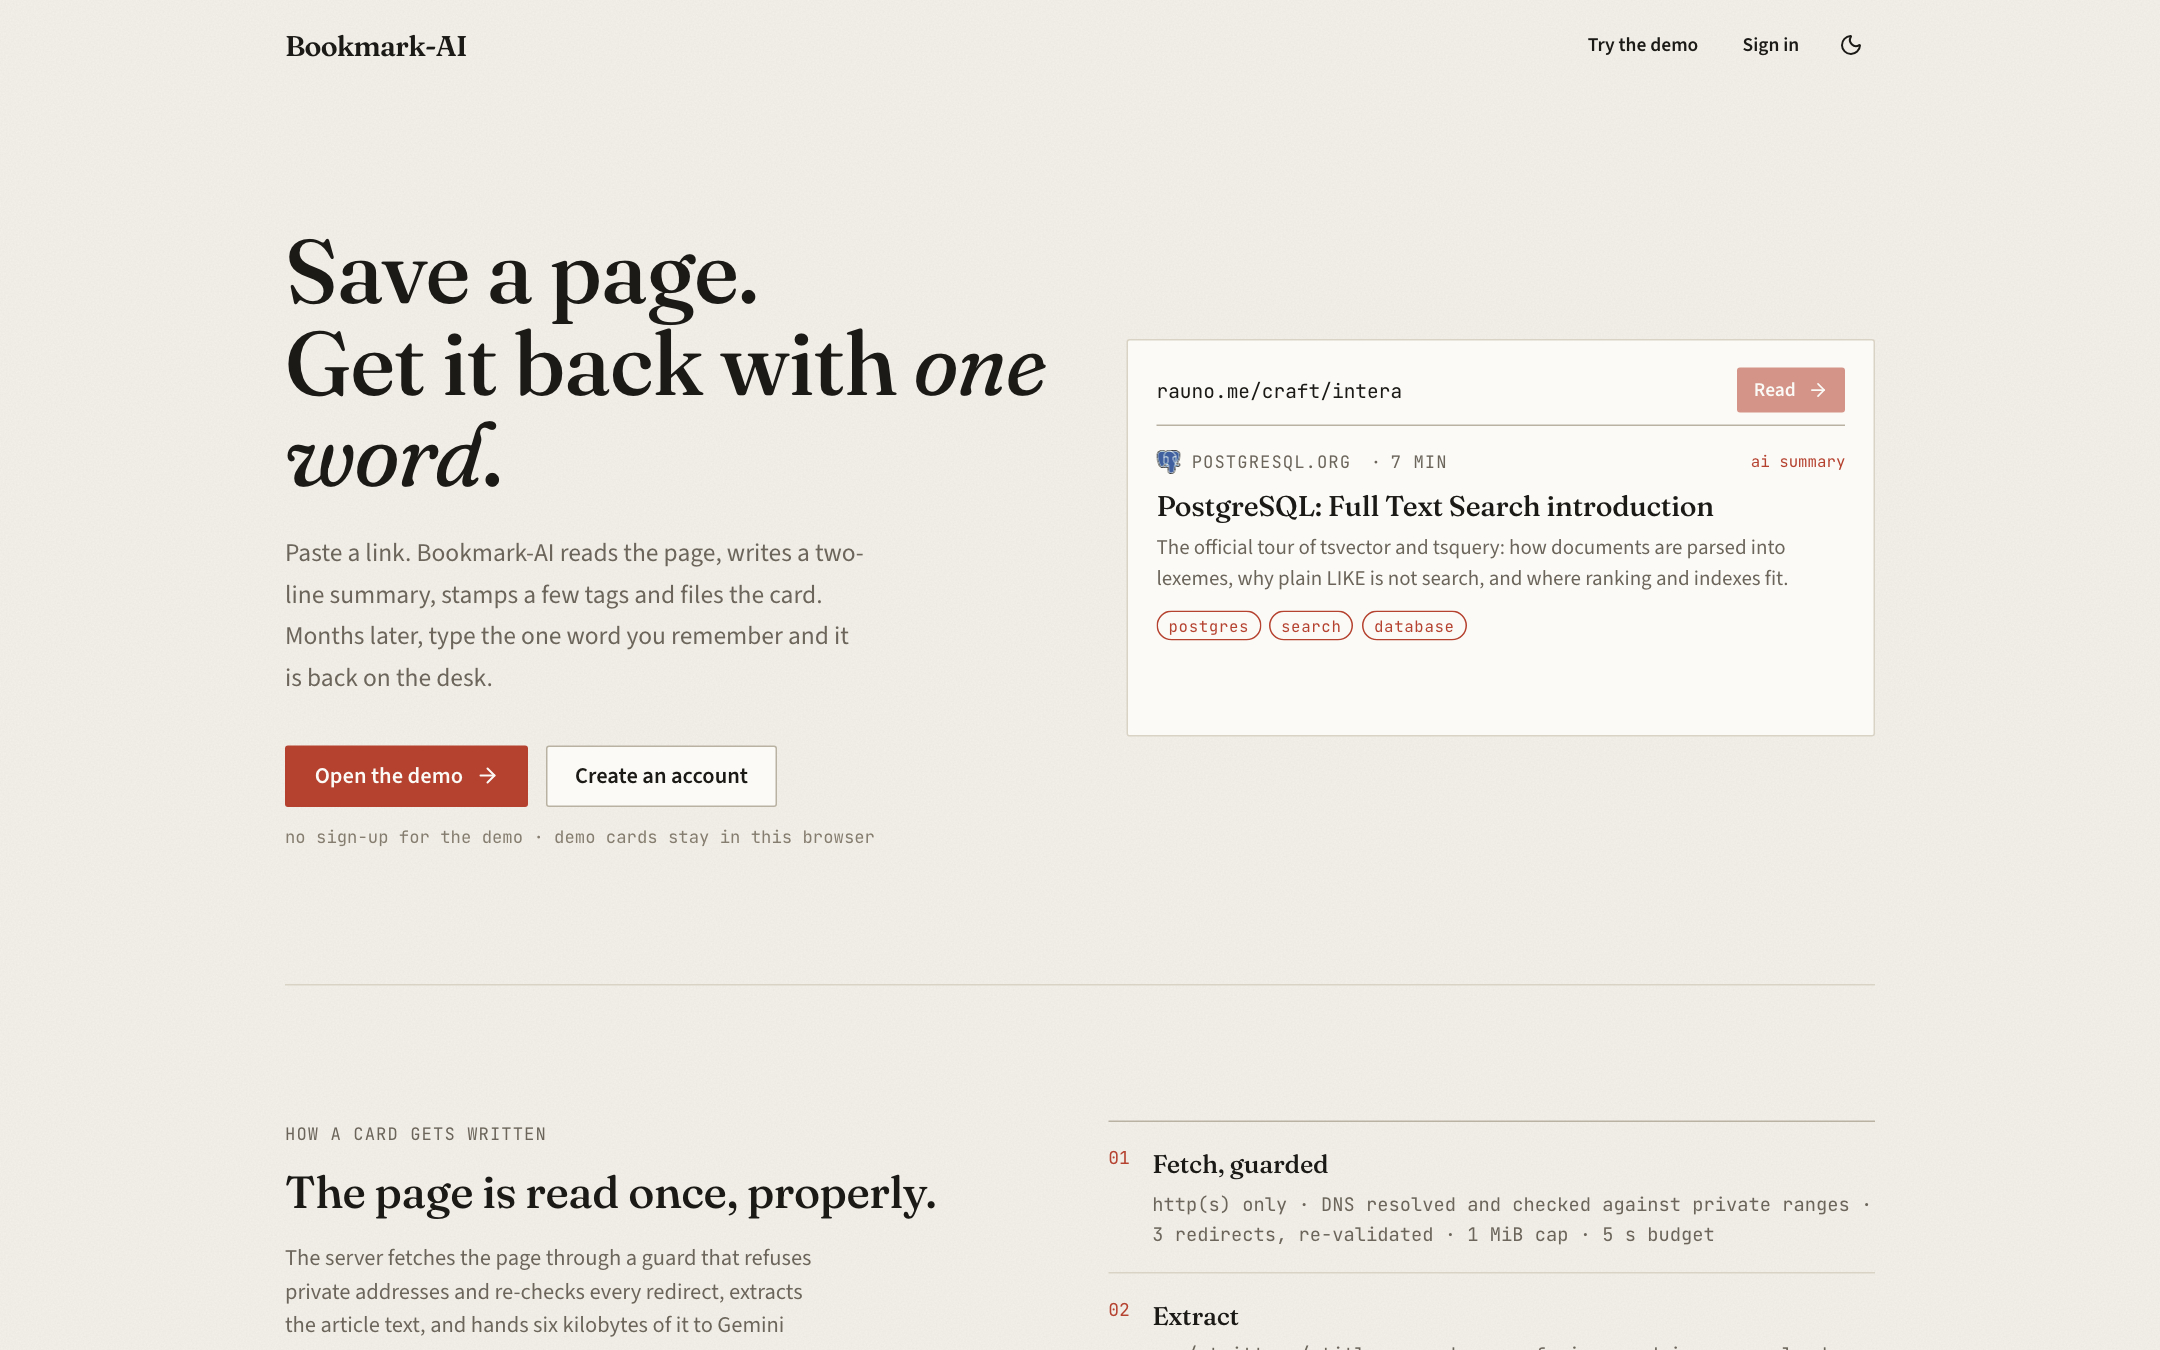 Bookmark-AI
Try the demo
Sign in
Save a page.
Get it back with one
word.
Paste a link. Bookmark-AI reads the page, writes a two-
line summary, stamps a few tags and files the card.
Months later, type the one word you remember and it
is back on the desk.
Open the demo →
Create an account
no sign-up for the demo · demo cards stay in this browser
rauno.me/craft/intera
Read →
POSTGRESQL.ORG · 7 MIN
ai summary
PostgreSQL: Full Text Search introduction
The official tour of tsvector and tsquery: how documents are parsed into
lexemes, why plain LIKE is not search, and where ranking and indexes fit.
postgres
search
database
HOW A CARD GETS WRITTEN
The page is read once, properly.
The server fetches the page through a guard that refuses
private addresses and re-checks every redirect, extracts
the article text, and hands six kilobytes of it to Gemini
01
Fetch, guarded
http(s) only · DNS resolved and checked against private ranges ·
3 redirects, re-validated · 1 MiB cap · 5 s budget
02
Extract